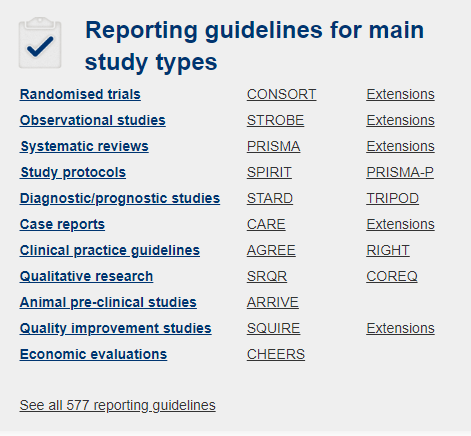 Reporting guidelines for main
study types
Randomised trials CONSORT Extensions
Observational studies STROBE Extensions
Systematic reviews PRISMA Extensions
Study protocols SPIRIT PRISMA-P
Diagnostic/prognostic studies STARD TRIPOD
Case reports CARE Extensions
Clinical practice guidelines AGREE RIGHT
Qualitative research SRQR COREQ
Animal pre-clinical studies ARRIVE
Quality improvement studies SQUIRE Extensions
Economic evaluations CHEERS
See all 577 reporting guidelines